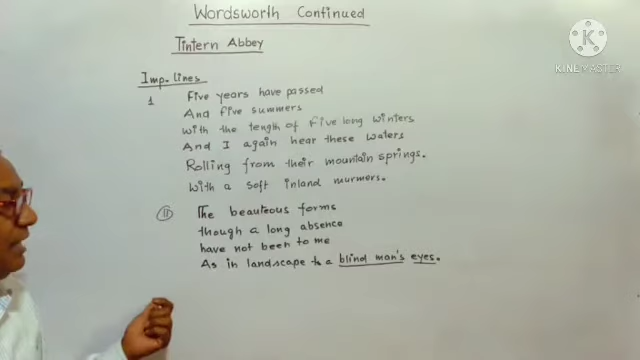 Wordsworth Continued
Tintern Abbey
Imp. lines
1 Five years have passed
And five summers
with the tength of Five long winters
And I again hear these waters
Rolling from their mountain springs.
With a soft inland murmers.
II The beauteous forms
though a long absence
have not been to me
As in landscape to a blind man's eyes.
KINEMASTER